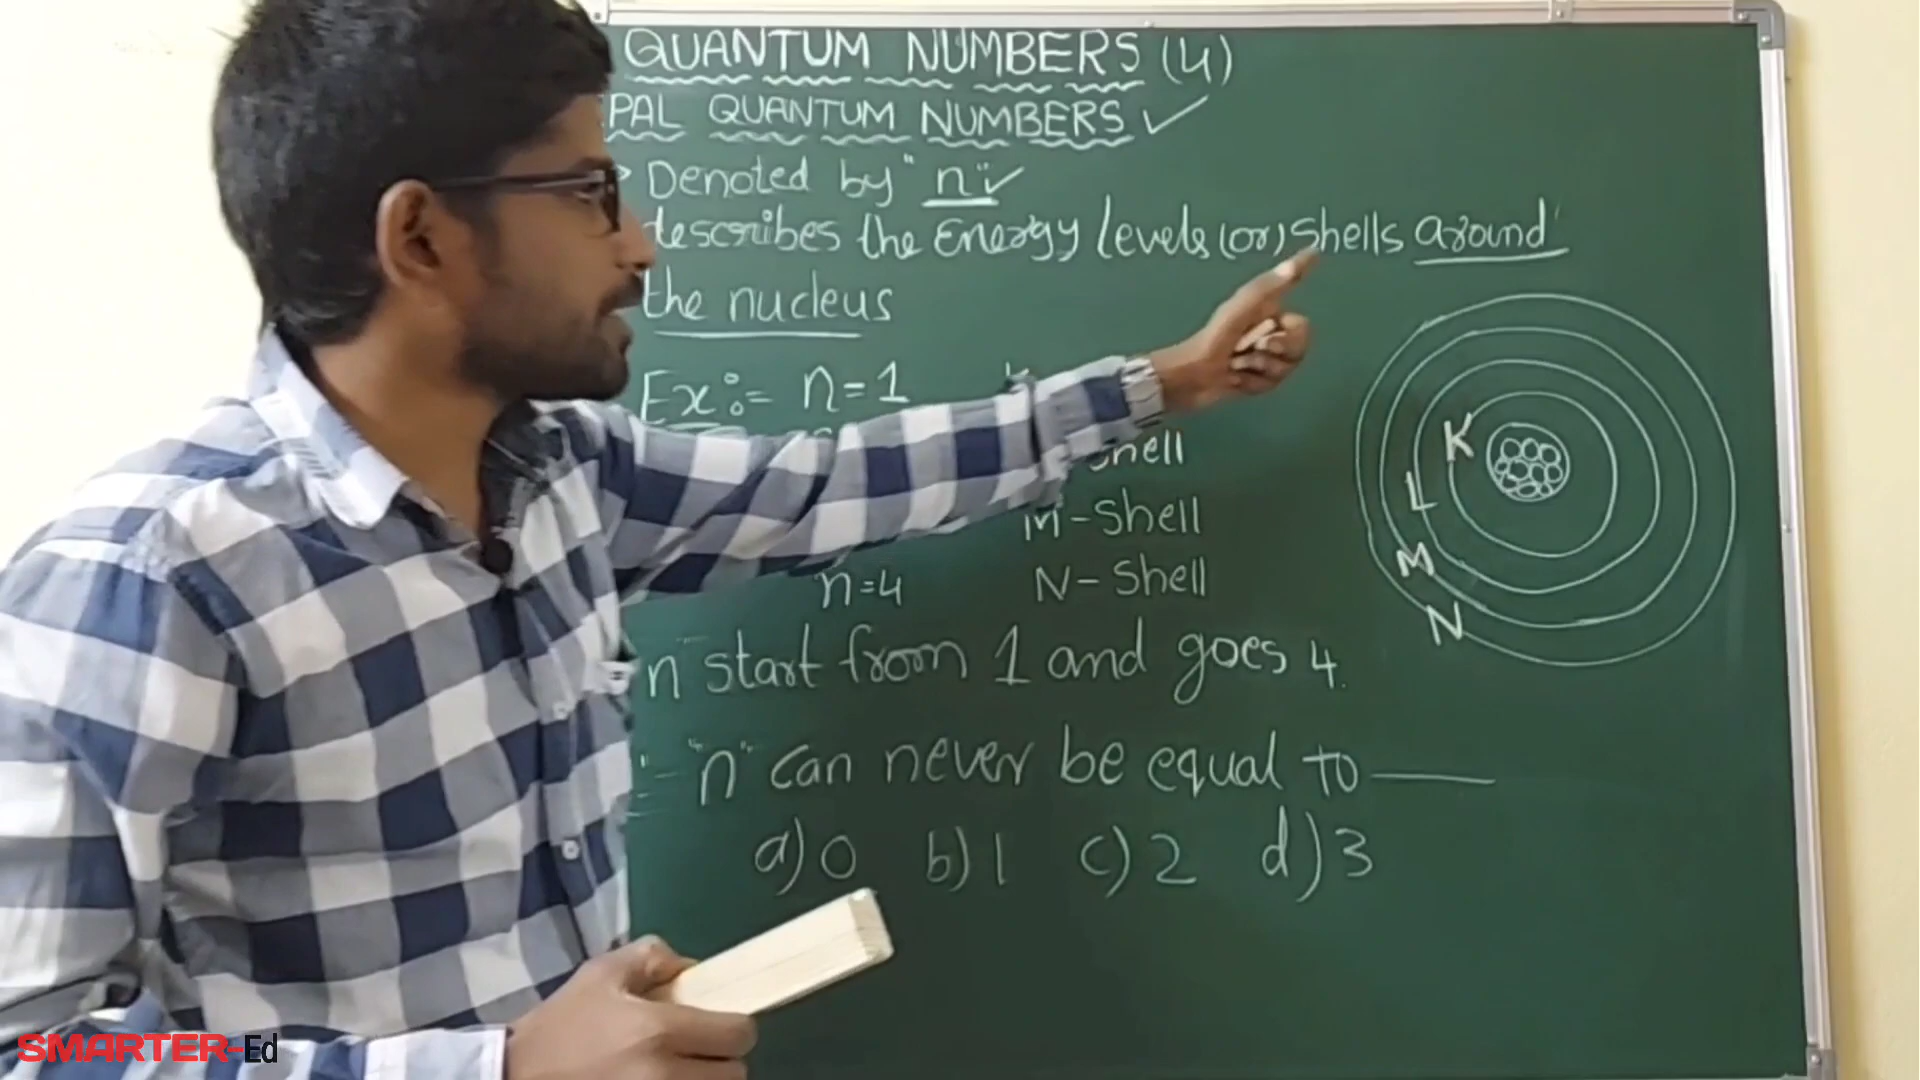 QUANTUM NUMBERS (4)
PAL QUANTUM NUMBERS ✓
Denoted by "n" ✓
describes the Energy levels (or) shells around
the nucleus
Ex:= n=1
shell
M-Shell
n=4 N-Shell
K
L
M
N
"n" start from 1 and goes 4.
"n" can never be equal to ____
a) 0 b) 1 c) 2 d) 3
SMARTER-Ed